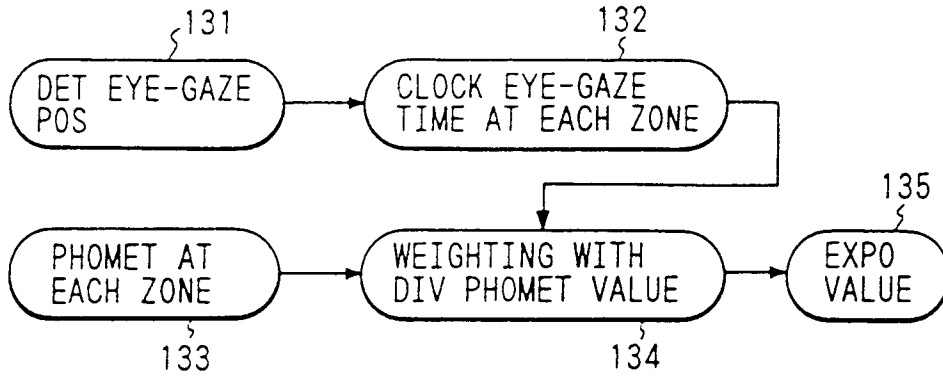 131
DET EYE-GAZE
POS
132
CLOCK EYE-GAZE
TIME AT EACH ZONE
PHOMET AT
EACH ZONE
133
WEIGHTING WITH
DIV PHOMET VALUE
134
135
EXPO
VALUE